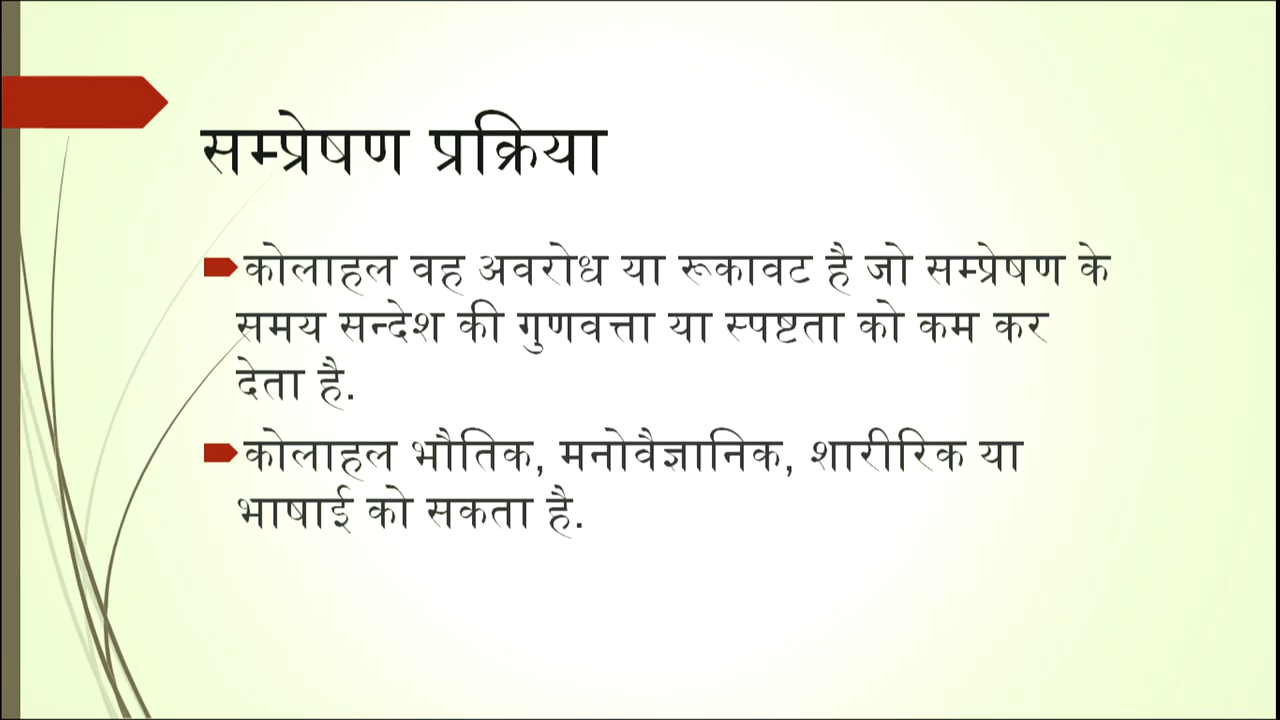 सम्प्रेषण प्रक्रिया
कोलाहल वह अवरोध या रूकावट है जो सम्प्रेषण के
समय सन्देश की गुणवत्ता या स्पष्टता को कम कर
देता है.
कोलाहल भौतिक, मनोवैज्ञानिक, शारीरिक या
भाषाई को सकता है.